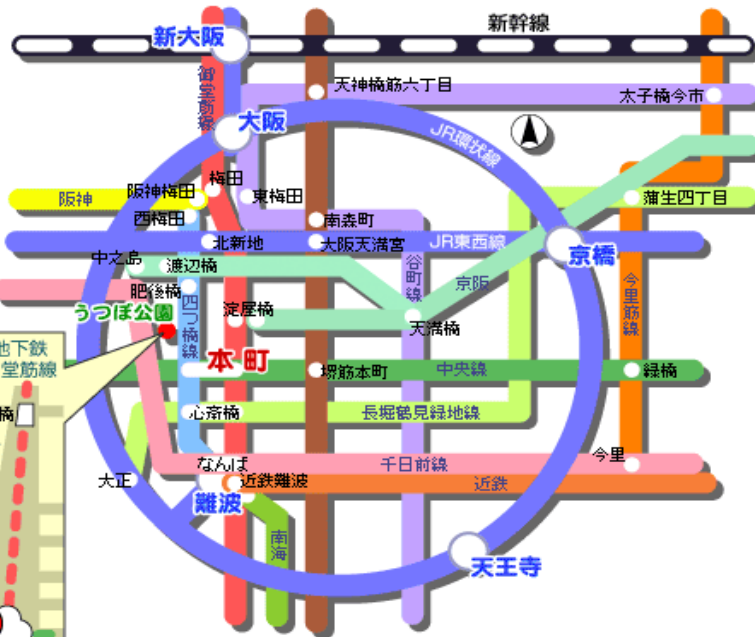 新幹線
新大阪
御堂筋線
天神橋筋六丁目
太子橋今市
大阪
JR環状線
梅田
阪神梅田
阪神
東梅田
蒲生四丁目
西梅田
南森町
北新地
大阪天満宮
JR東西線
京橋
中之島
渡辺橋
谷町線
京阪
今里筋線
肥後橋
うつぼ公園
四つ橋線
淀屋橋
天満橋
地下鉄
堂筋線
本町
堺筋本町
中央線
緑橋
橋
心斎橋
長堀鶴見緑地線
なんば
千日前線
今里
大正
近鉄難波
近鉄
難波
南海
天王寺